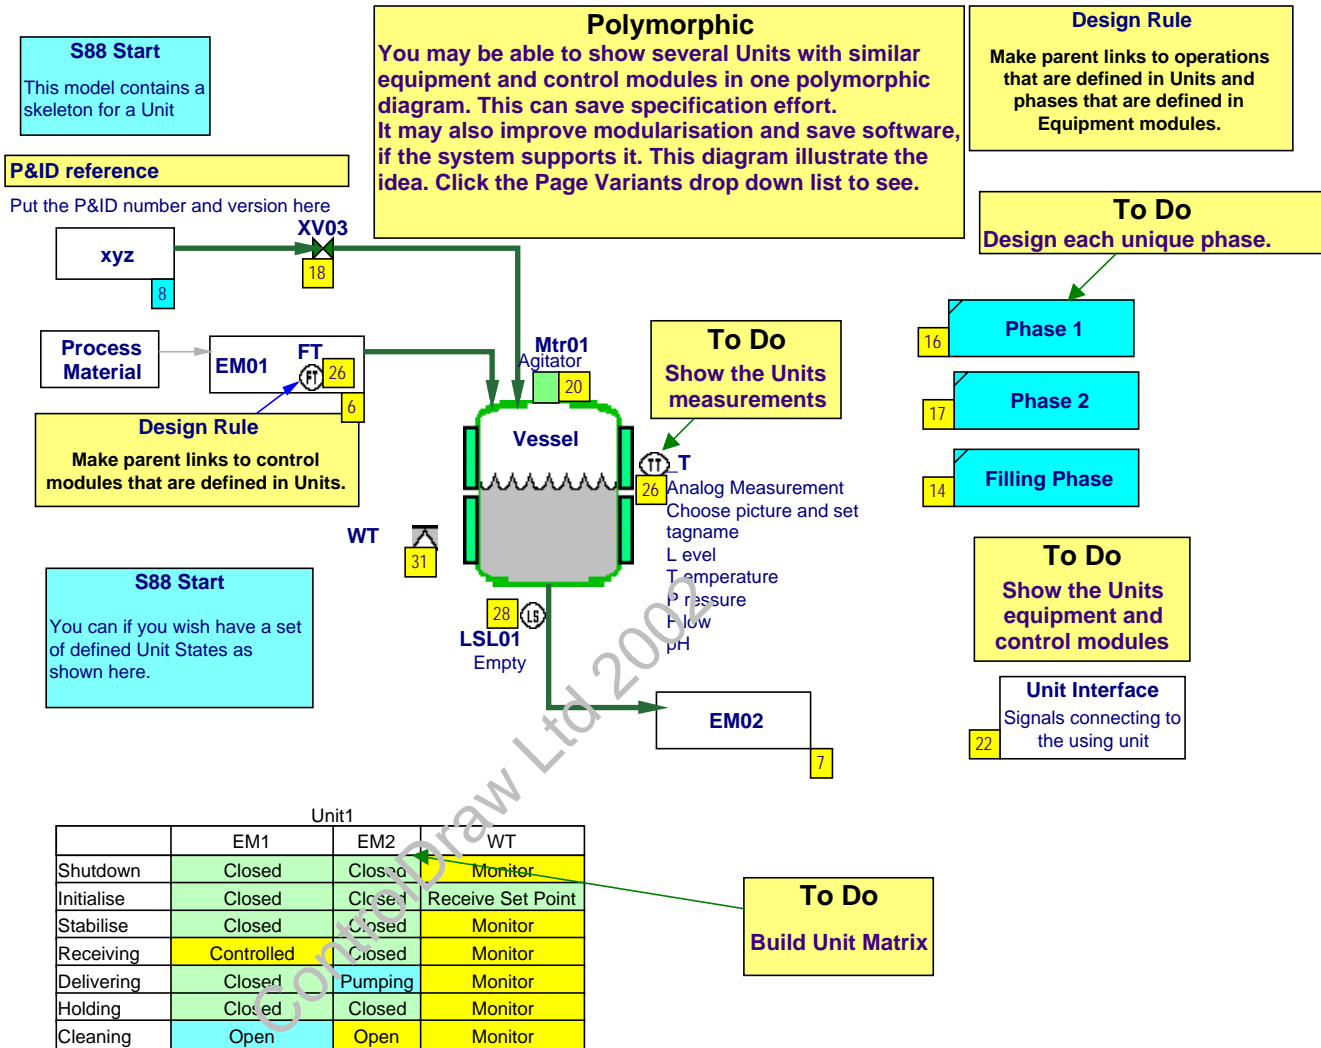 Polymorphic
You may be able to show several Units with similar
equipment and control modules in one polymorphic
diagram. This can save specification effort.
It may also improve modularisation and save software,
if the system supports it. This diagram illustrate the
idea. Click the Page Variants drop down list to see.
Design Rule
Make parent links to operations
that are defined in Units and
phases that are defined in
Equipment modules.
S88 Start
This model contains a
skeleton for a Unit
P&ID reference
Put the P&ID number and version here
To Do
Design each unique phase.
xyz
8
XV03
18
Process
Material
EM01
FT
FT
26
6
Design Rule
Make parent links to control
modules that are defined in Units.
Mtr01
Agitator
20
Vessel
To Do
Show the Units
measurements
TT
_T
26
Analog Measurement
Choose picture and set
tagname
L evel
T emperature
P ressure
F low
pH
Phase 1
16
Phase 2
17
Filling Phase
14
WT
31
S88 Start
You can if you wish have a set
of defined Unit States as
shown here.
28
LS
LSL01
Empty
To Do
Show the Units
equipment and
control modules
Unit Interface
Signals connecting to
the using unit
22
EM02
7
Unit1
EM1 EM2 WT
Shutdown Closed Closed Monitor
Initialise Closed Closed Receive Set Point
Stabilise Closed Closed Monitor
Receiving Controlled Closed Monitor
Delivering Closed Pumping Monitor
Holding Closed Closed Monitor
Cleaning Open Open Monitor
To Do
Build Unit Matrix
ControlDraw Ltd 2002